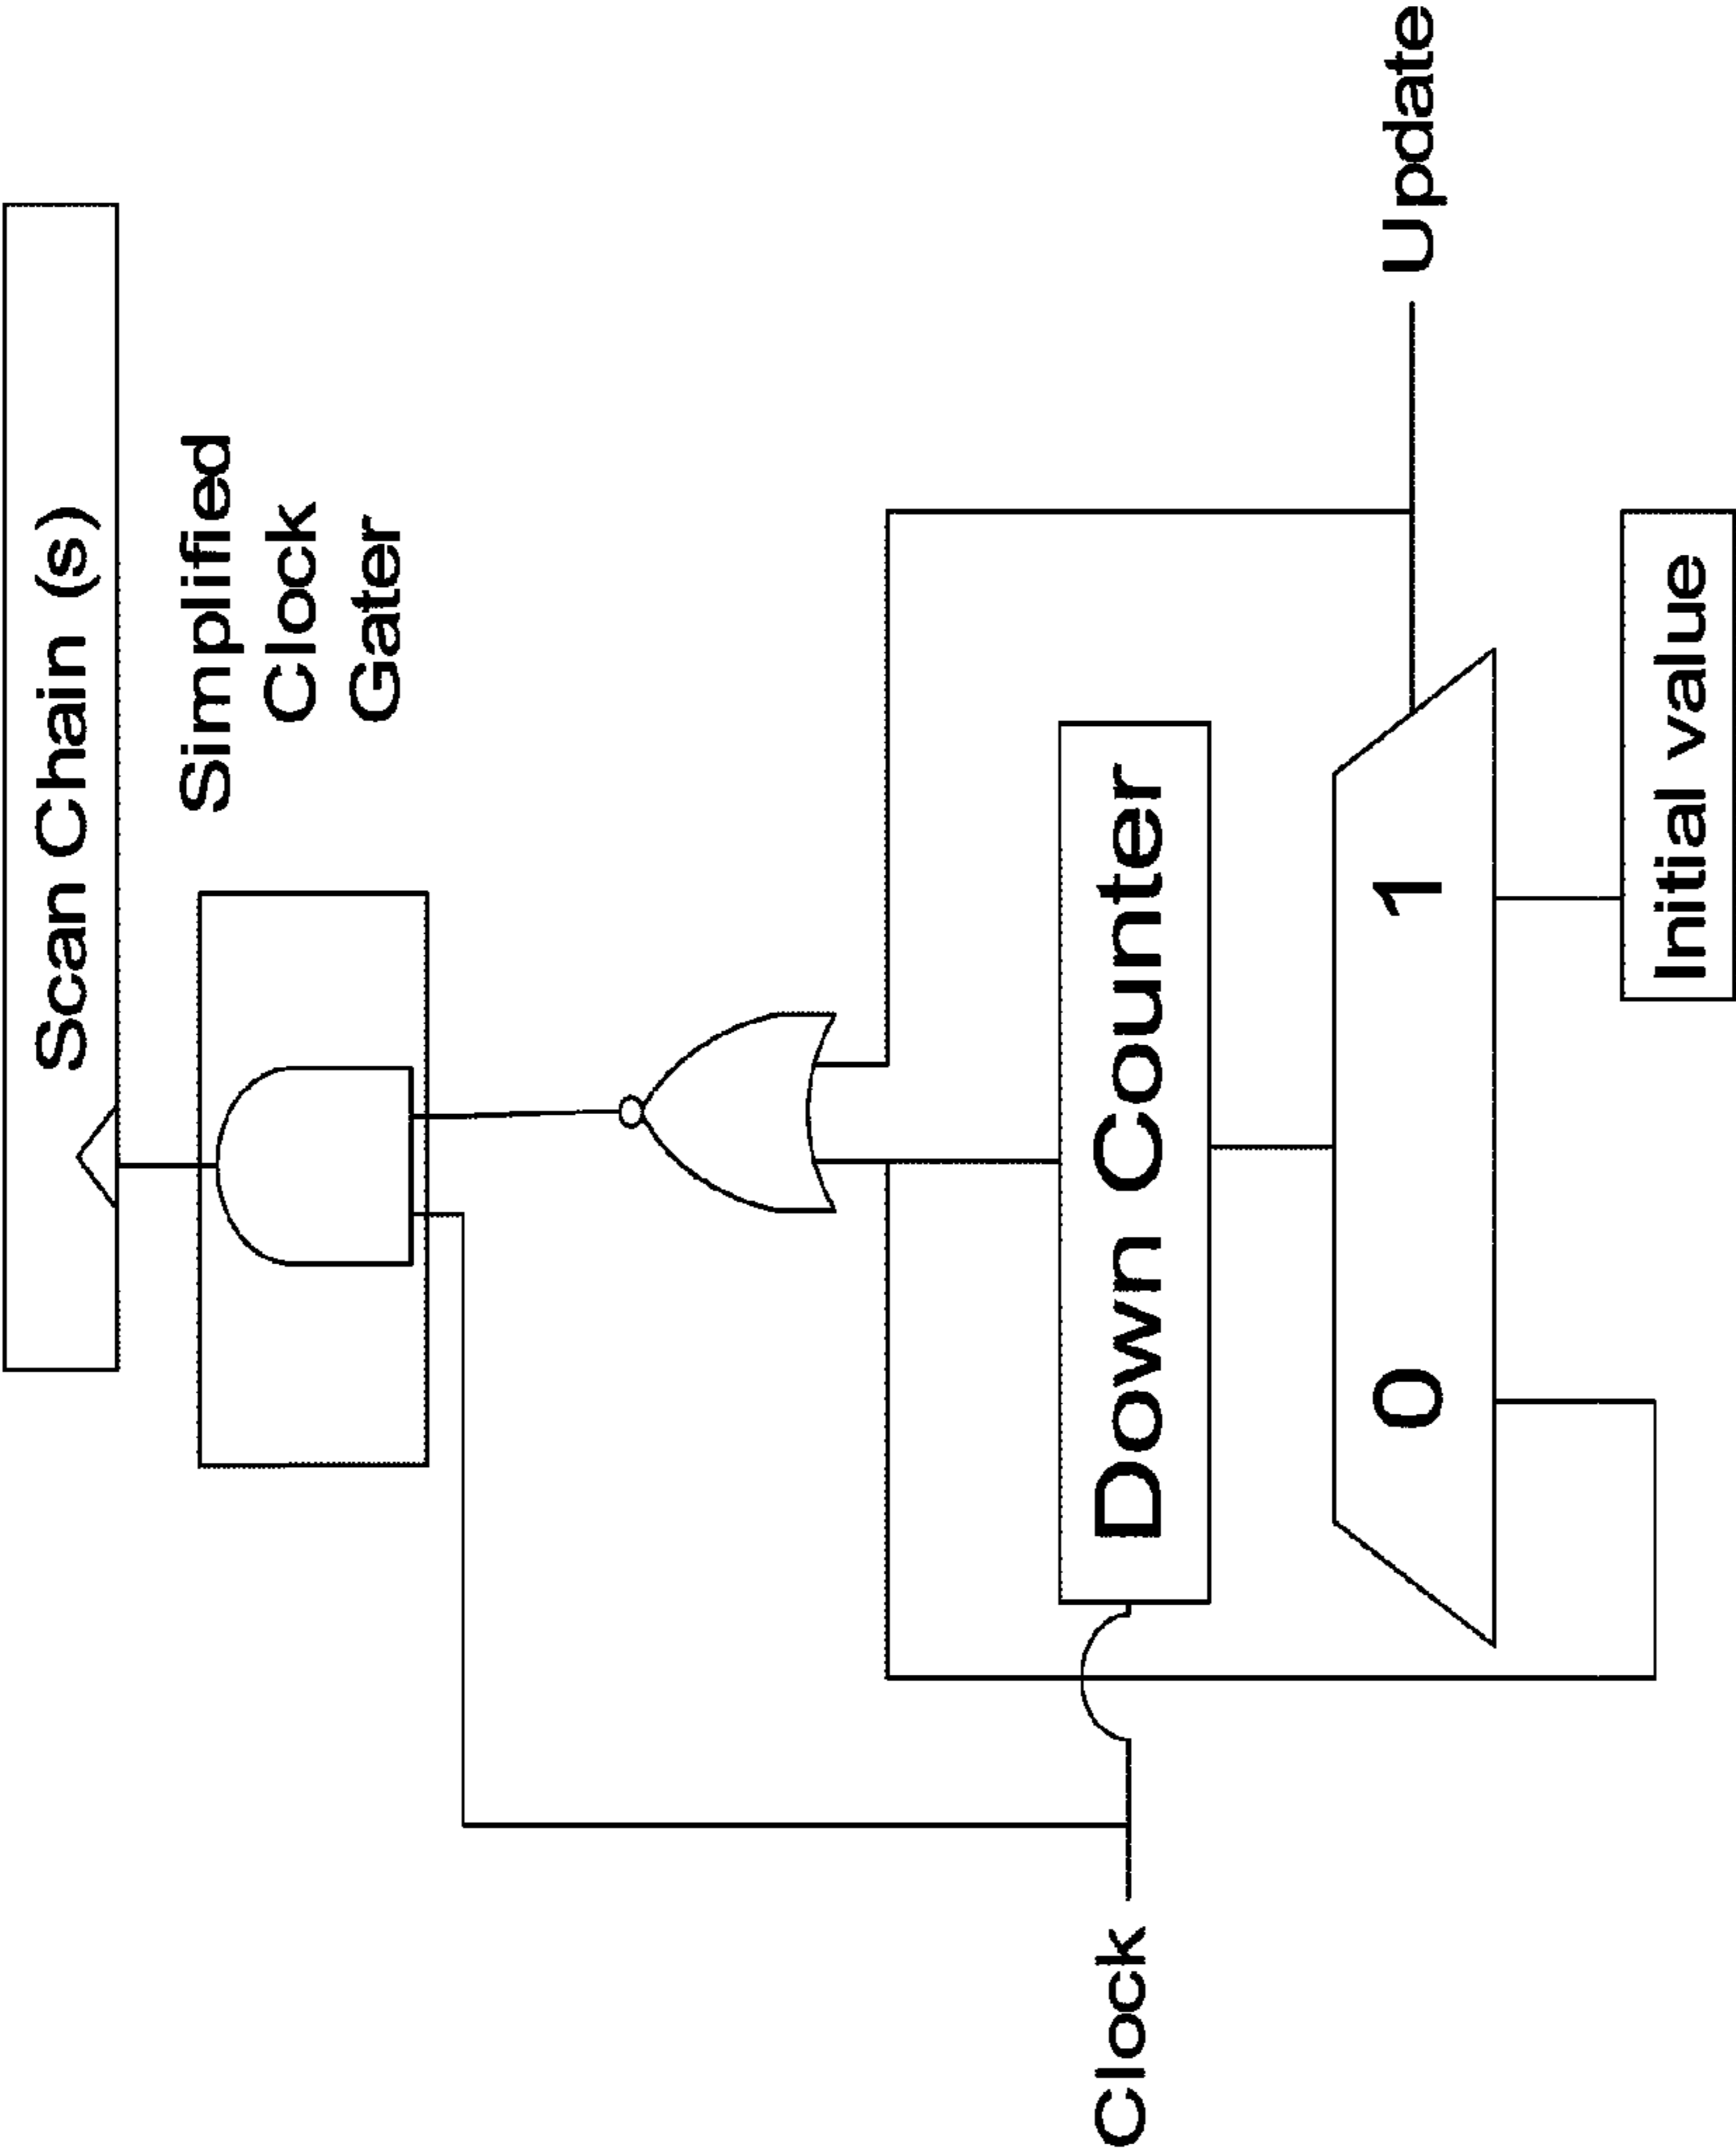 Scan Chain (s)
Simplified
Clock
Gater
Down Counter
Clock
0
1
Update
Initial value